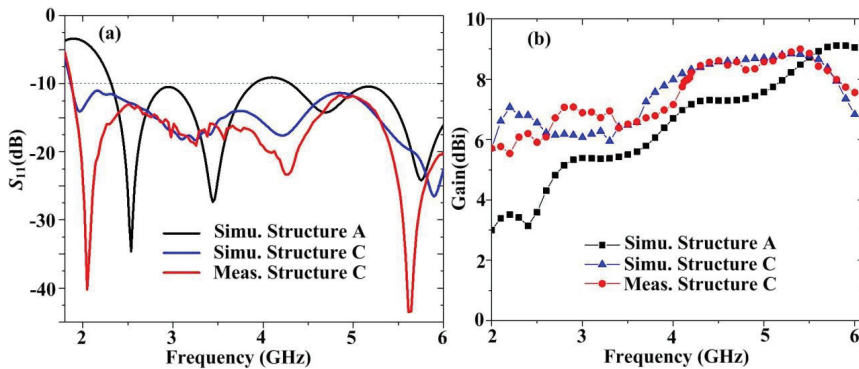 (a)
0
-10
-20
-30
-40
S11(dB)
Simu. Structure A
Simu. Structure C
Meas. Structure C
2 3 4 5 6
Frequency (GHz)
(b)
10
8
6
4
2
0
Gain(dBi)
Simu. Structure A
Simu. Structure C
Meas. Structure C
2 3 4 5 6
Frequency (GHz)